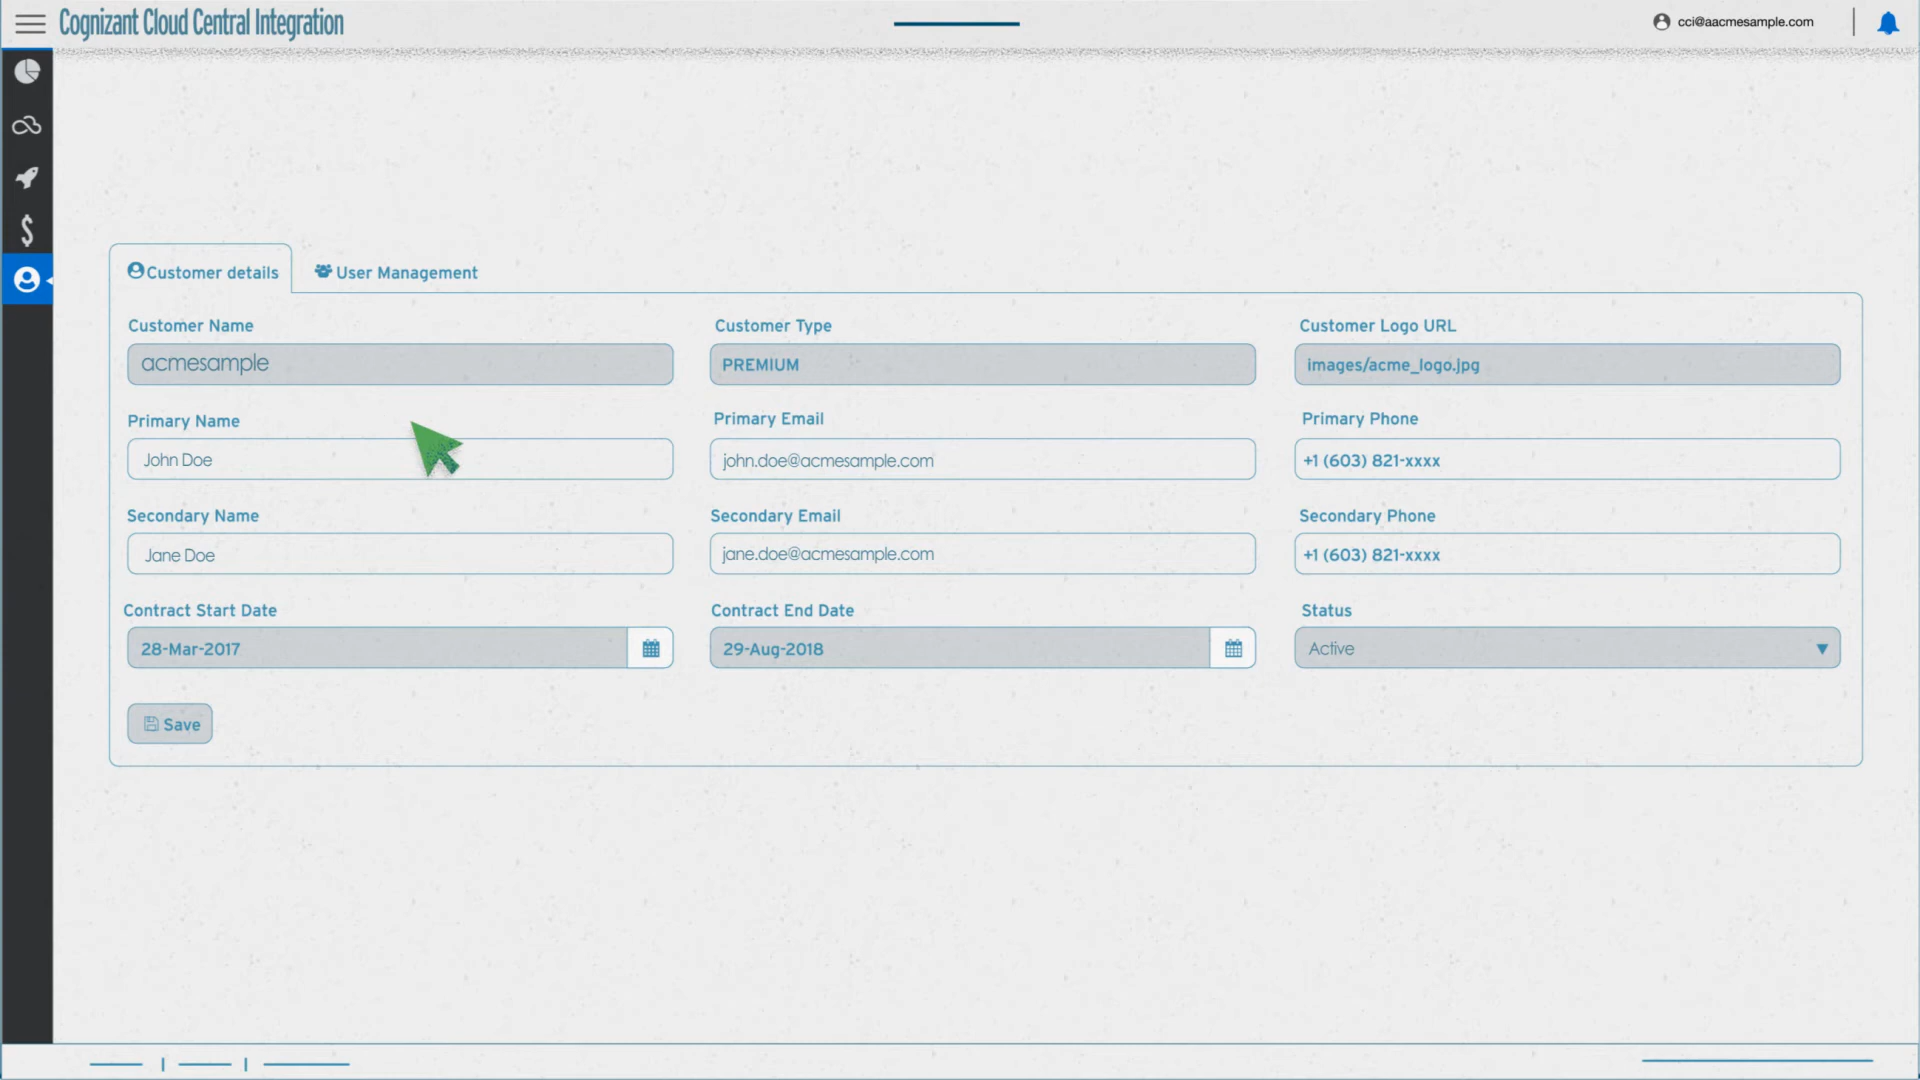 Cognizant Cloud Central Integration
cci@aacmesample.com
Customer details
User Management
Customer Name
Customer Type
Customer Logo URL
acmesample
PREMIUM
images/acme_logo.jpg
Primary Name
Primary Email
Primary Phone
John Doe
john.doe@acmesample.com
+1 (603) 821-xxxx
Secondary Name
Secondary Email
Secondary Phone
Jane Doe
jane.doe@acmesample.com
+1 (603) 821-xxxx
Contract Start Date
Contract End Date
Status
28-Mar-2017
29-Aug-2018
Active
Save